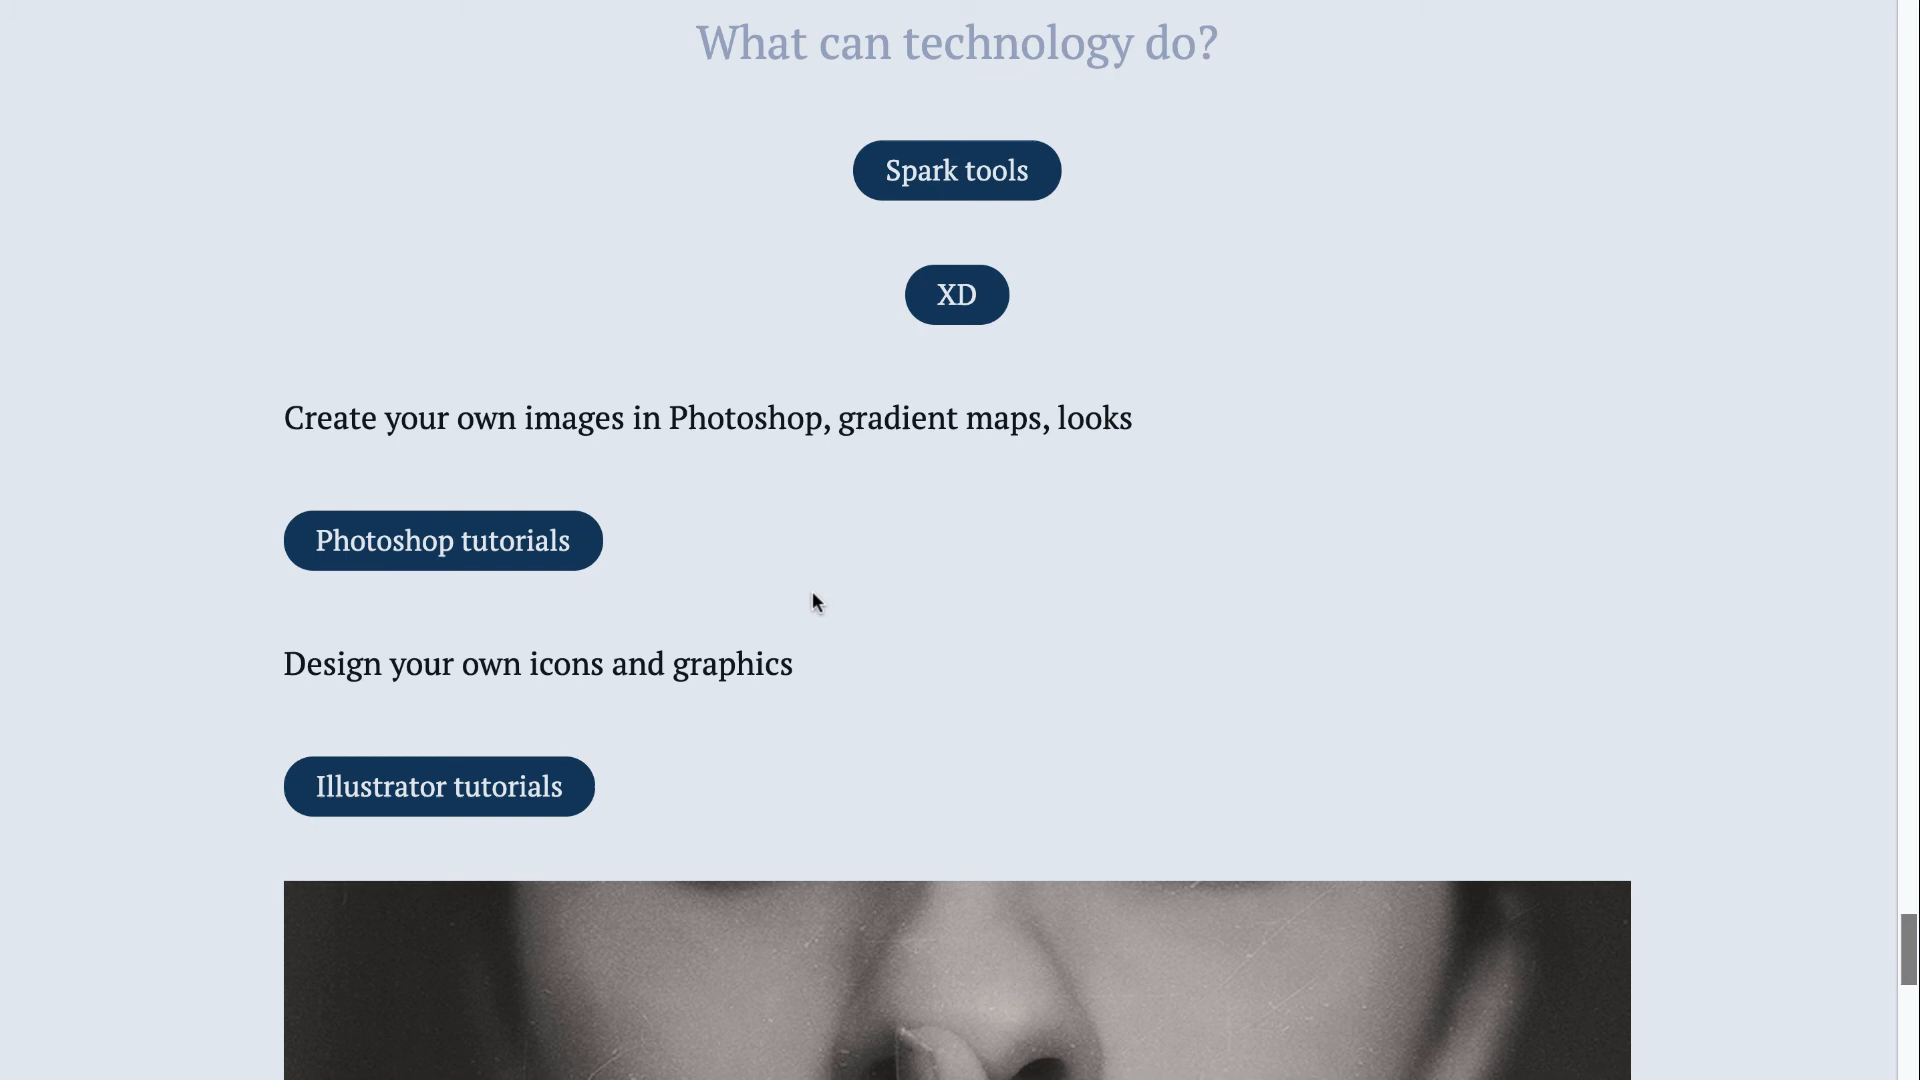 What can technology do?
Spark tools
XD
Create your own images in Photoshop, gradient maps, looks
Photoshop tutorials
Design your own icons and graphics
Illustrator tutorials